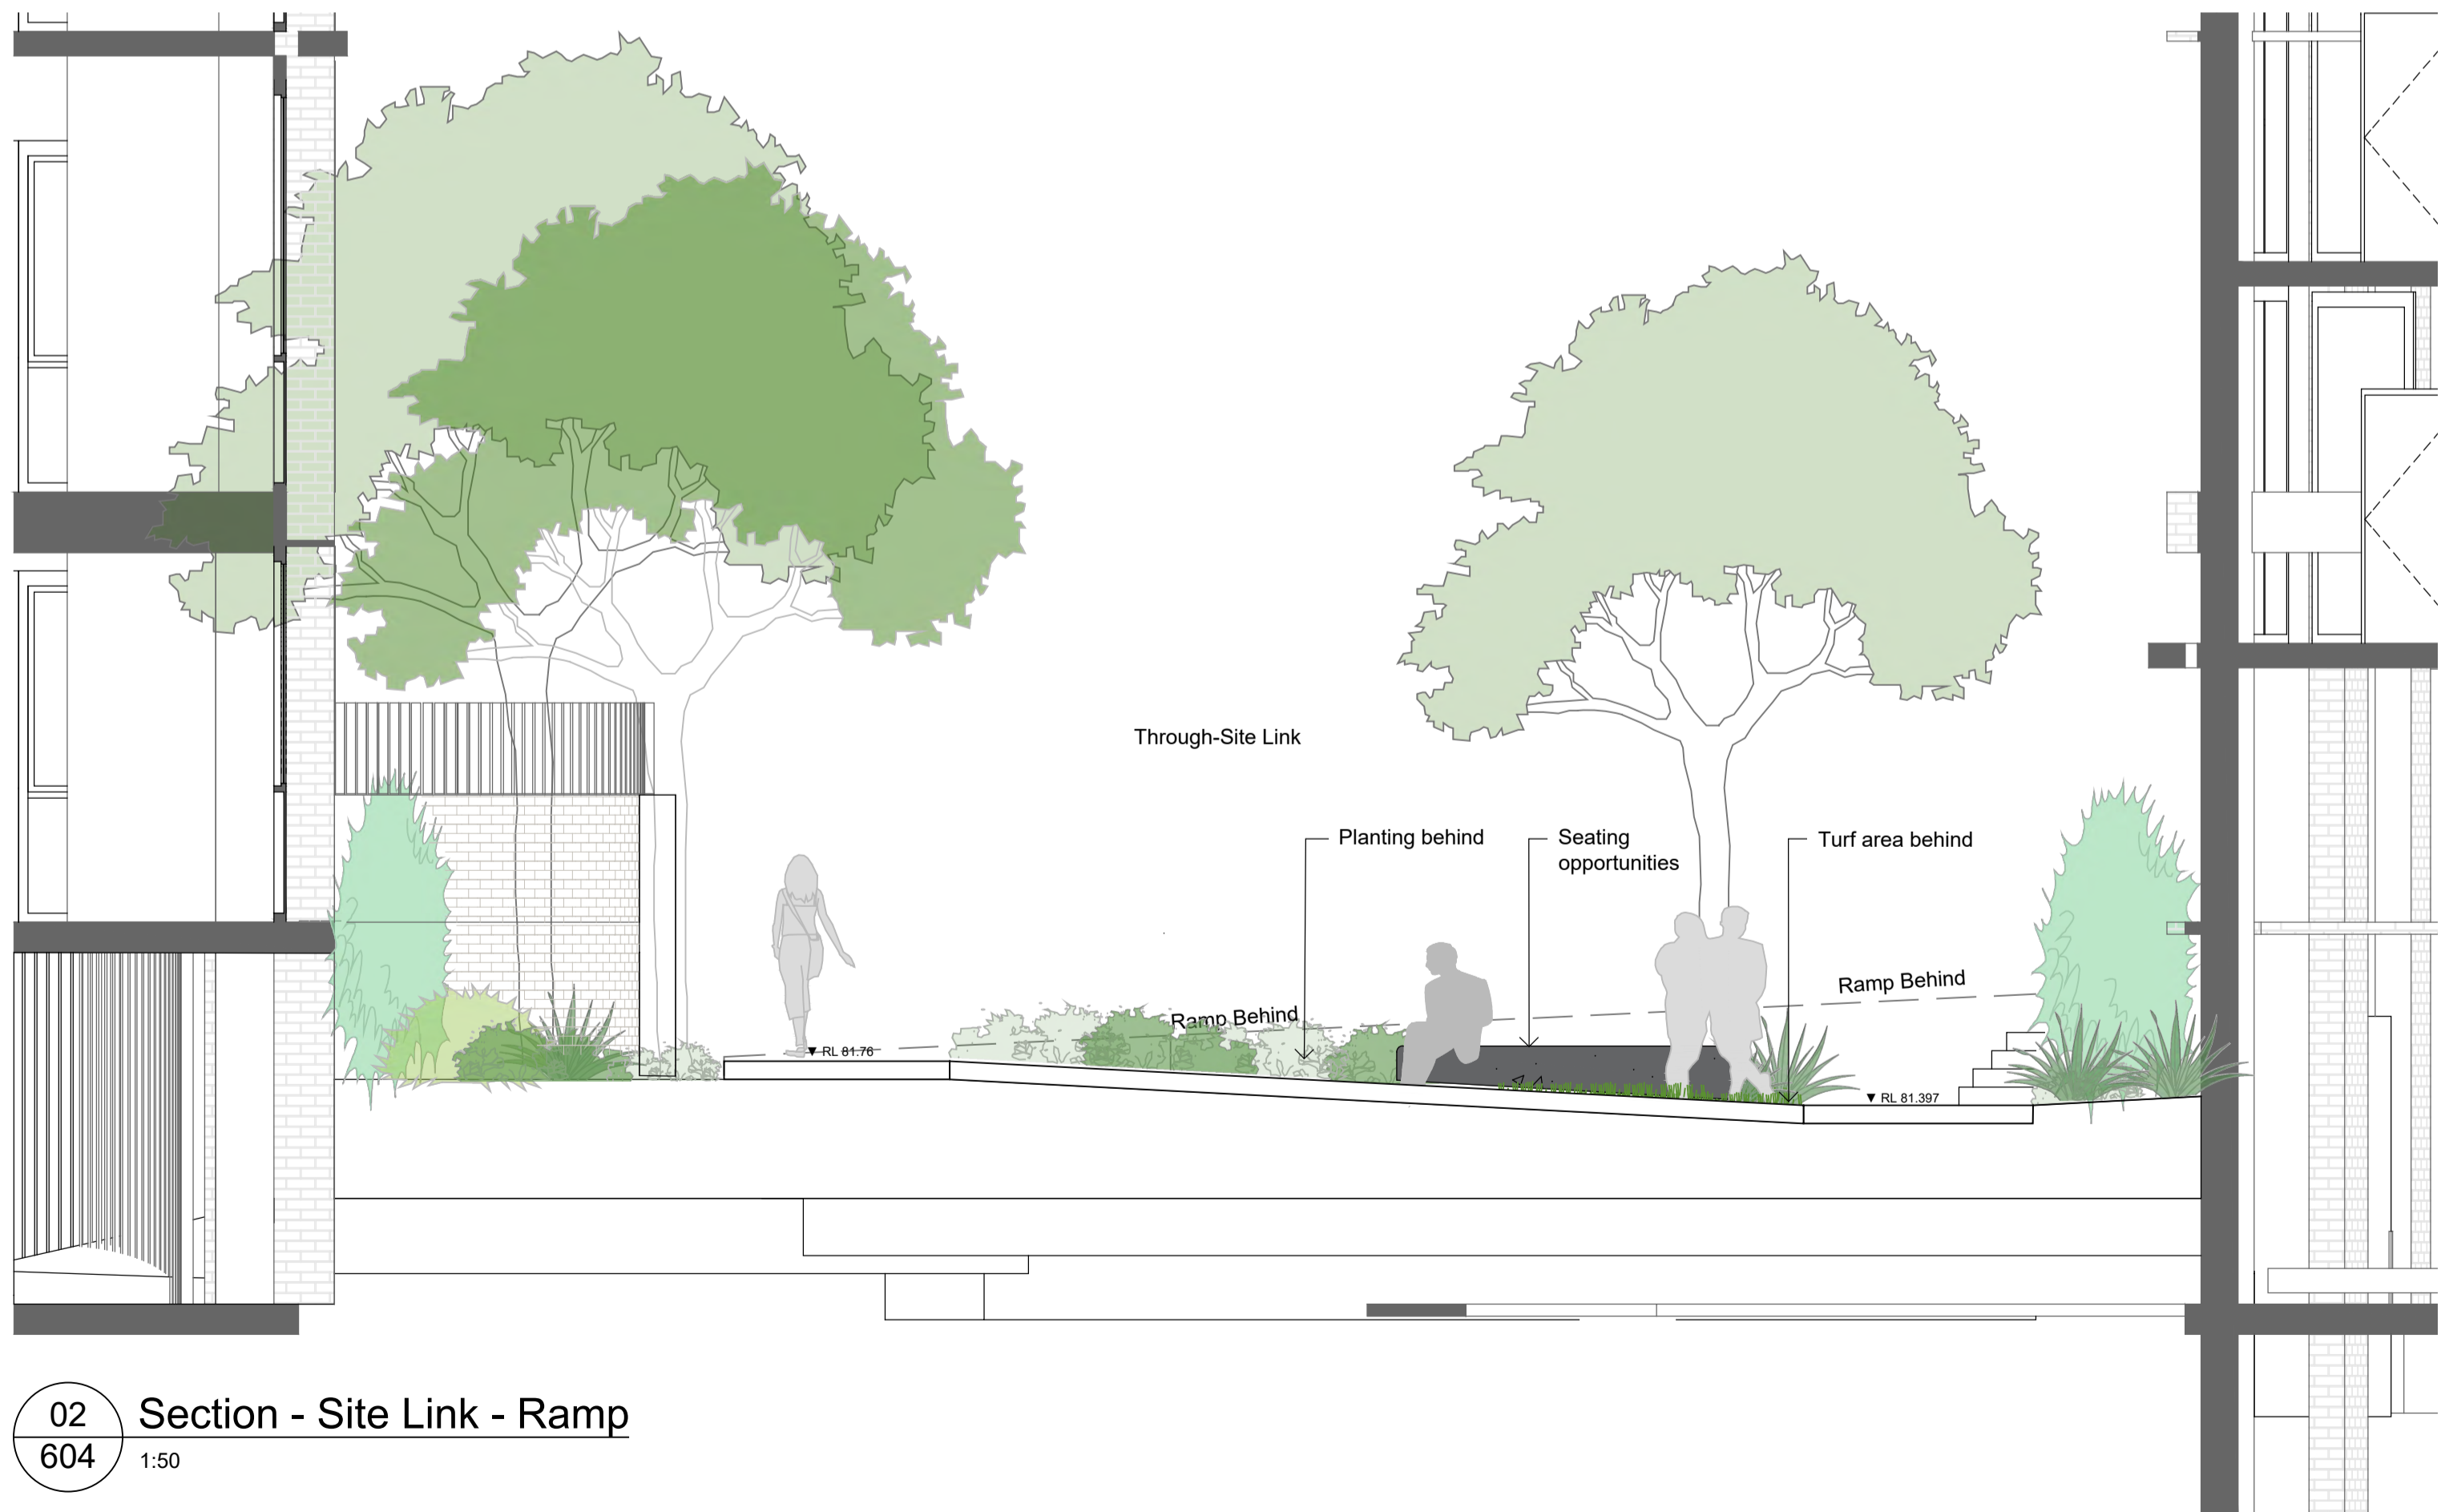 Through-Site Link
Planting behind
Seating
opportunities
Turf area behind
Ramp Behind
Ramp Behind
▼ RL 81.76
▼ RL 81.397
02
604
Section - Site Link - Ramp
1:50